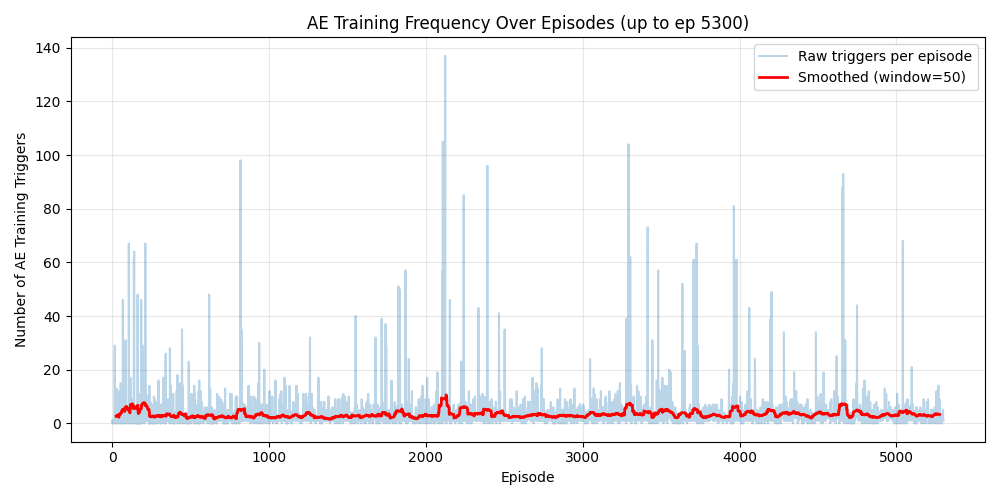 AE Training Frequency Over Episodes (up to ep 5300)
Raw triggers per episode
Smoothed (window=50)
Number of AE Training Triggers
140
120
100
80
60
40
20
0
0 1000 2000 3000 4000 5000
Episode